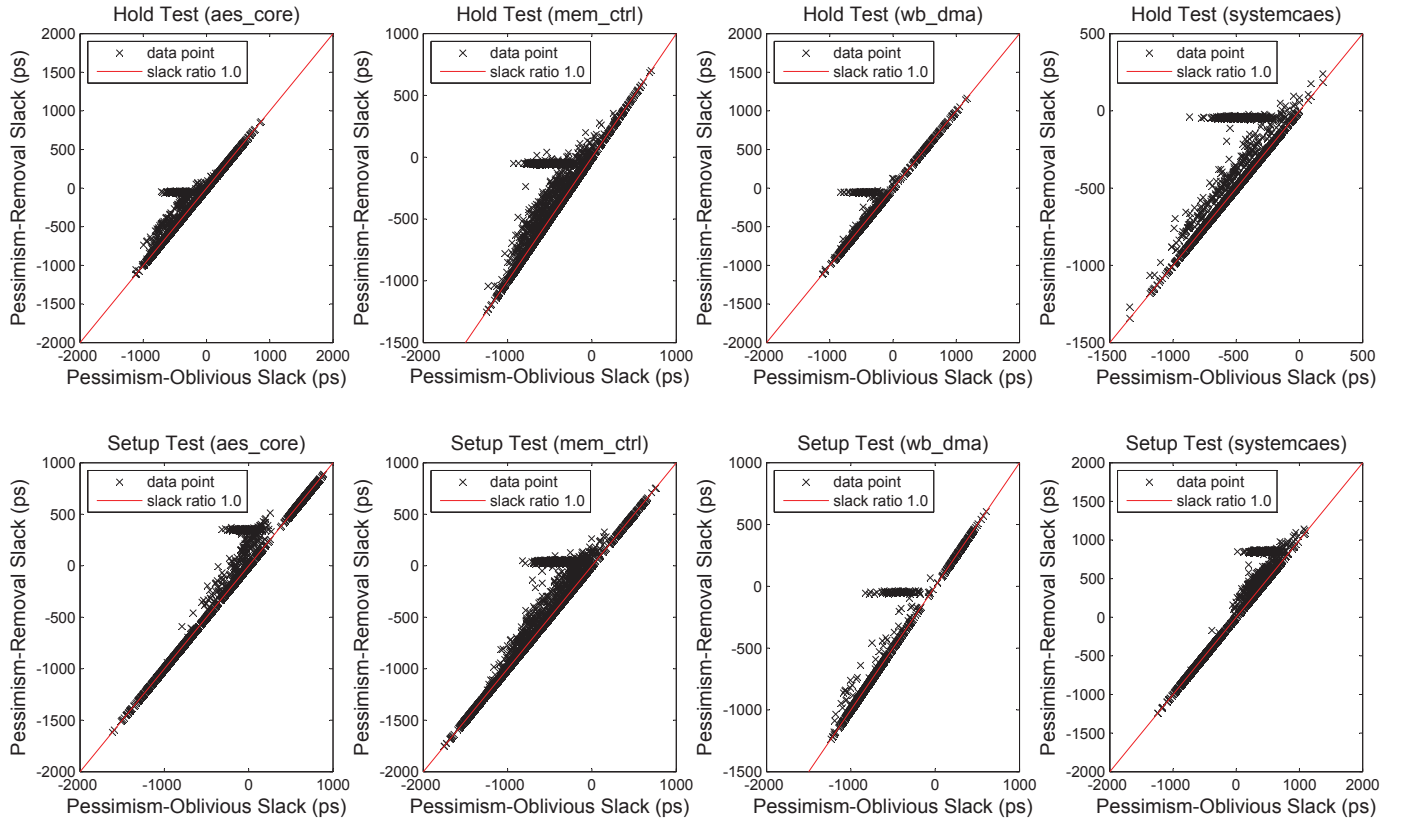 Hold Test (aes_core)
2000
1500
1000
500
0
-500
-1000
-1500
-2000
-2000 -1000 0 1000 2000
Pessimism-Removal Slack (ps)
Pessimism-Oblivious Slack (ps)
data point
slack ratio 1.0
Hold Test (mem_ctrl)
1000
500
0
-500
-1000
-1500
-1000 0 1000
Pessimism-Removal Slack (ps)
Pessimism-Oblivious Slack (ps)
data point
slack ratio 1.0
Hold Test (wb_dma)
2000
1500
1000
500
0
-500
-1000
-1500
-2000
-2000 -1000 0 1000 2000
Pessimism-Removal Slack (ps)
Pessimism-Oblivious Slack (ps)
data point
slack ratio 1.0
Hold Test (systemcaes)
500
0
-500
-1000
-1500
-1500 -1000 -500 0 500
Pessimism-Removal Slack (ps)
Pessimism-Oblivious Slack (ps)
data point
slack ratio 1.0
Setup Test (aes_core)
1000
500
0
-500
-1000
-1500
-2000
-2000 -1000 0 1000
Pessimism-Removal Slack (ps)
Pessimism-Oblivious Slack (ps)
data point
slack ratio 1.0
Setup Test (mem_ctrl)
1000
500
0
-500
-1000
-1500
-2000
-2000 -1000 0 1000
Pessimism-Removal Slack (ps)
Pessimism-Oblivious Slack (ps)
data point
slack ratio 1.0
Setup Test (wb_dma)
1000
500
0
-500
-1000
-1500
-2000 -1000 0 1000
Pessimism-Removal Slack (ps)
Pessimism-Oblivious Slack (ps)
data point
slack ratio 1.0
Setup Test (systemcaes)
2000
1500
1000
500
0
-500
-1000
-1500
-2000
-2000 -1000 0 1000 2000
Pessimism-Removal Slack (ps)
Pessimism-Oblivious Slack (ps)
data point
slack ratio 1.0